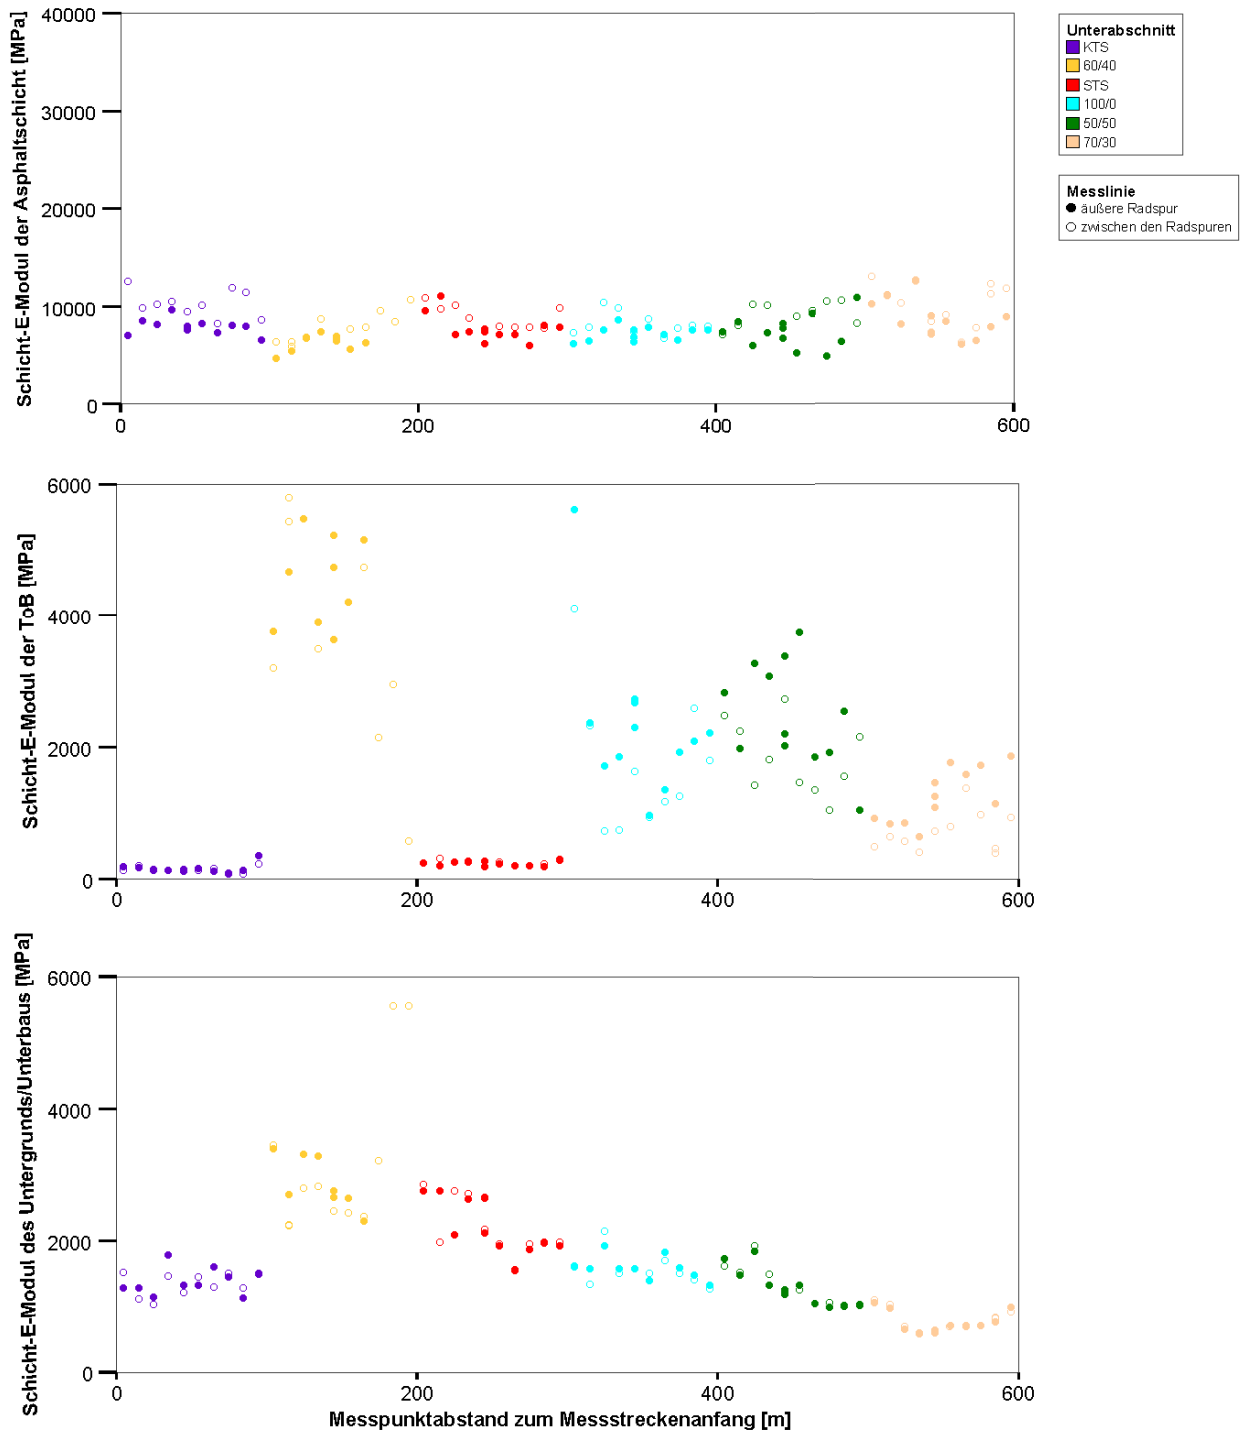 Schicht-E-Modul der Asphaltschicht [MPa]
40000
30000
20000
10000
0
0
200
400
600
Unterabschnitt
KTS
60/40
STS
100/0
50/50
70/30
Messlinie
äußere Radspur
zwischen den Radspuren
Schicht-E-Modul der ToB [MPa]
6000
4000
2000
0
0
200
400
600
Schicht-E-Modul des Untergrunds/Unterbaus [MPa]
6000
4000
2000
0
0
200
400
600
Messpunktabstand zum Messstreckenanfang [m]